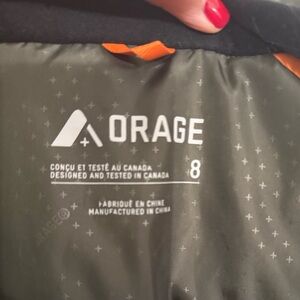 ORAGE
CONÇU ET TESTÉ AU CANADA
DESIGNED AND TESTED IN CANADA
8
FABRIQUÉ EN CHINE
MANUFACTURED IN CHINA